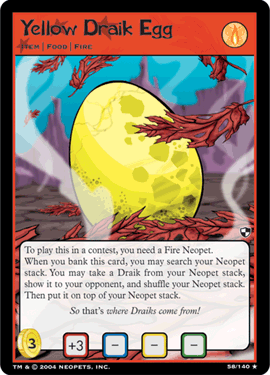 Yellow Draik Egg
Item | Food | Fire
To play this in a contest, you need a Fire Neopet.
When you bank this card, you may search your Neopet
stack. You may take a Draik from your Neopet stack,
show it to your opponent, and shuffle your Neopet stack.
Then put it on top of your Neopet stack.
So that's where Draiks come from!
3
+3
–
–
–
TM & © 2004 NEOPETS, INC.
58/140 ★